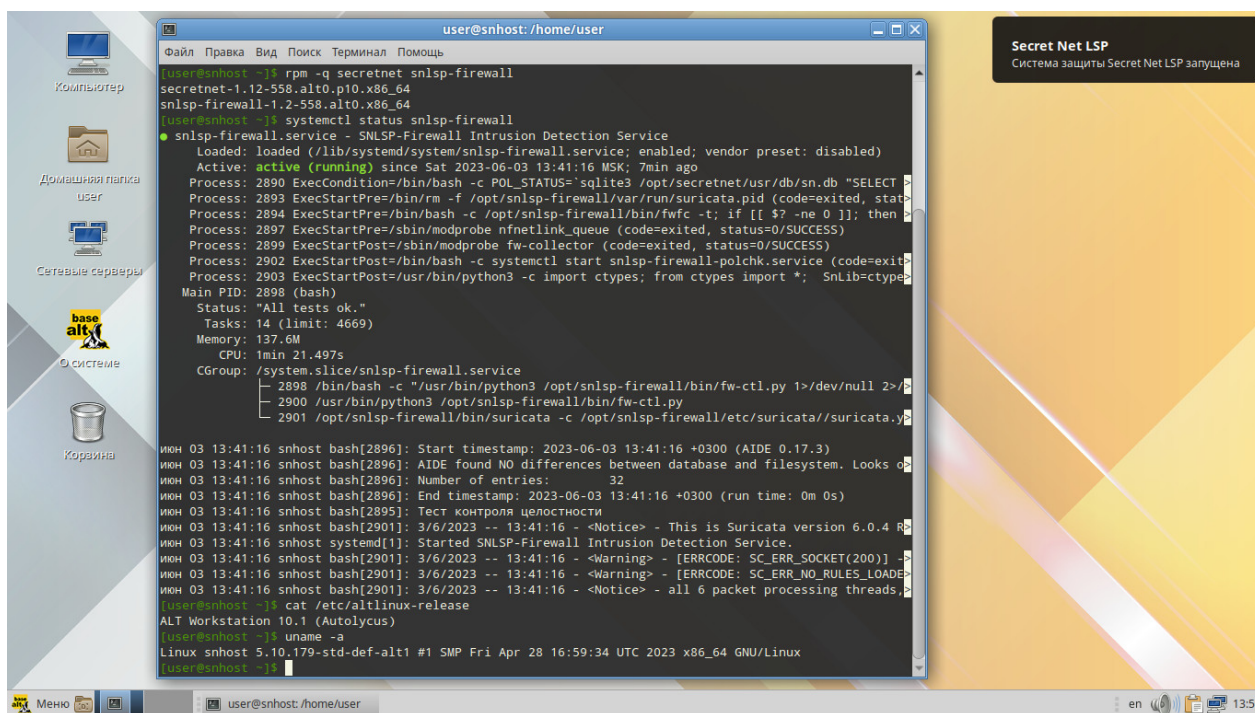 Компьютер
Домашняя папка
user
Сетевые серверы
base
alt
О системе
Корзина
user@snhost: /home/user
Файл Правка Вид Поиск Терминал Помощь
[user@snhost ~]$ rpm -q secretnet snlsp-firewall
secretnet-1.12-558.alt0.p10.x86_64
snlsp-firewall-1.2-558.alt0.x86_64
[user@snhost ~]$ systemctl status snlsp-firewall
● snlsp-firewall.service - SNLSP-Firewall Intrusion Detection Service
Loaded: loaded (/lib/systemd/system/snlsp-firewall.service; enabled; vendor preset: disabled)
Active: active (running) since Sat 2023-06-03 13:41:16 MSK; 7min ago
Process: 2890 ExecCondition=/bin/bash -c POL_STATUS=`sqlite3 /opt/secretnet/usr/db/sn.db "SELECT >
Process: 2893 ExecStartPre=/bin/rm -f /opt/snlsp-firewall/var/run/suricata.pid (code=exited, stat>
Process: 2894 ExecStartPre=/bin/bash -c /opt/snlsp-firewall/bin/fwfc -t; if [[ $? -ne 0 ]]; then >
Process: 2897 ExecStartPre=/sbin/modprobe nfnetlink_queue (code=exited, status=0/SUCCESS)
Process: 2899 ExecStartPost=/sbin/modprobe fw-collector (code=exited, status=0/SUCCESS)
Process: 2902 ExecStartPost=/bin/bash -c systemctl start snlsp-firewall-polchk.service (code=exit>
Process: 2903 ExecStartPost=/usr/bin/python3 -c import ctypes; from ctypes import *; SnLib=ctype>
Main PID: 2898 (bash)
Status: "All tests ok."
Tasks: 14 (limit: 4669)
Memory: 137.6M
CPU: 1min 21.497s
CGroup: /system.slice/snlsp-firewall.service
├─ 2898 /bin/bash -c "/usr/bin/python3 /opt/snlsp-firewall/bin/fw-ctl.py 1>/dev/null 2>/>
├─ 2900 /usr/bin/python3 /opt/snlsp-firewall/bin/fw-ctl.py
└─ 2901 /opt/snlsp-firewall/bin/suricata -c /opt/snlsp-firewall/etc/suricata//suricata.y>
июн 03 13:41:16 snhost bash[2896]: Start timestamp: 2023-06-03 13:41:16 +0300 (AIDE 0.17.3)
июн 03 13:41:16 snhost bash[2896]: AIDE found NO differences between database and filesystem. Looks o>
июн 03 13:41:16 snhost bash[2896]: Number of entries: 32
июн 03 13:41:16 snhost bash[2896]: End timestamp: 2023-06-03 13:41:16 +0300 (run time: 0m 0s)
июн 03 13:41:16 snhost bash[2895]: Тест контроля целостности
июн 03 13:41:16 snhost bash[2901]: 3/6/2023 -- 13:41:16 - <Notice> - This is Suricata version 6.0.4 R>
июн 03 13:41:16 snhost systemd[1]: Started SNLSP-Firewall Intrusion Detection Service.
июн 03 13:41:16 snhost bash[2901]: 3/6/2023 -- 13:41:16 - <Warning> - [ERRCODE: SC_ERR_SOCKET(200)] ->
июн 03 13:41:16 snhost bash[2901]: 3/6/2023 -- 13:41:16 - <Warning> - [ERRCODE: SC_ERR_NO_RULES_LOADE>
июн 03 13:41:16 snhost bash[2901]: 3/6/2023 -- 13:41:16 - <Notice> - all 6 packet processing threads,>
[user@snhost ~]$ cat /etc/altlinux-release
ALT Workstation 10.1 (Autolycus)
[user@snhost ~]$ uname -a
Linux snhost 5.10.179-std-def-alt1 #1 SMP Fri Apr 28 16:59:34 UTC 2023 x86_64 GNU/Linux
[user@snhost ~]$
Secret Net LSP
Система защиты Secret Net LSP запущена
base alt Меню
user@snhost: /home/user
en
13:5